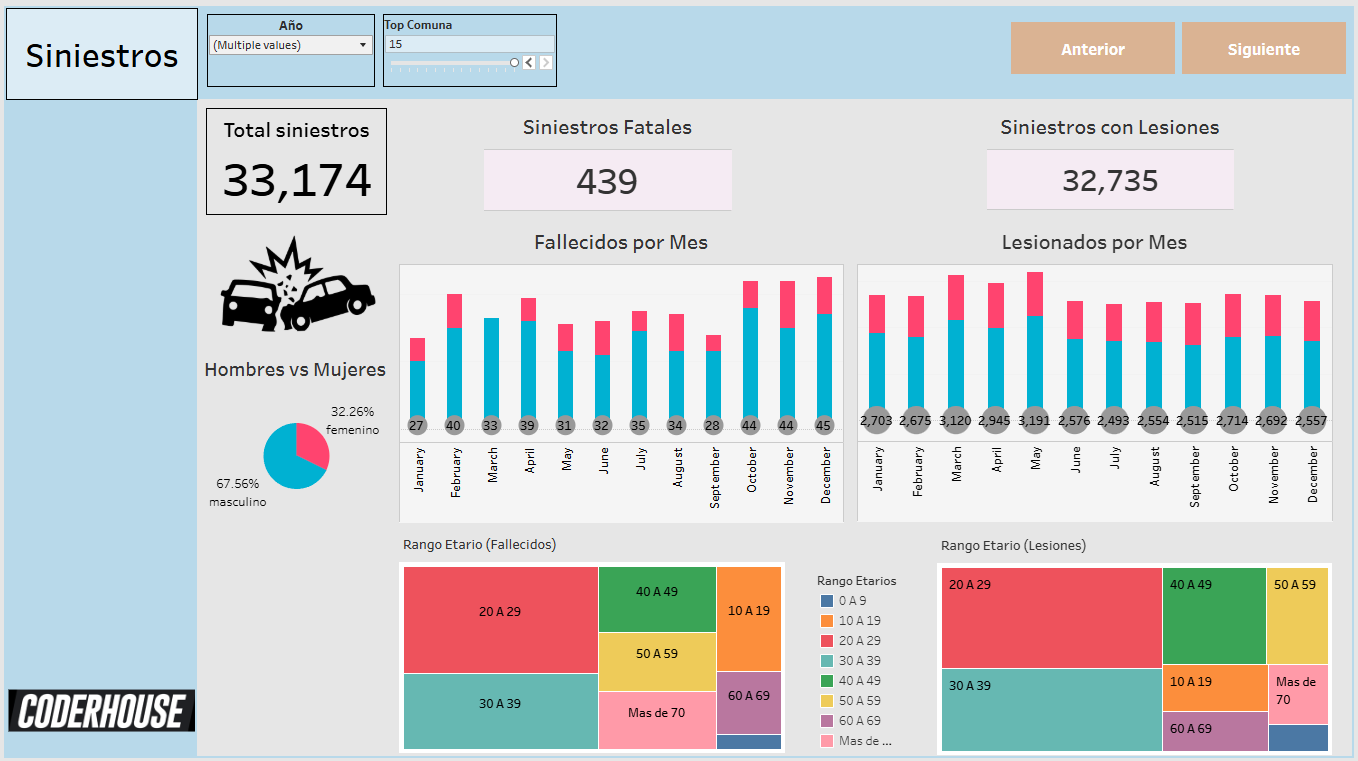 Siniestros
Año
(Multiple values)
Top Comuna
15
Anterior
Siguiente
Total siniestros
33,174
Siniestros Fatales
439
Siniestros con Lesiones
32,735
Hombres vs Mujeres
32.26%
femenino
67.56%
masculino
Fallecidos por Mes
27 40 33 39 31 32 35 34 28 44 44 45
January February March April May June July August September October November December
Lesionados por Mes
2,703 2,675 3,120 2,945 3,191 2,576 2,493 2,554 2,515 2,714 2,692 2,557
January February March April May June July August September October November December
Rango Etario (Fallecidos)
20 A 29
30 A 39
40 A 49
50 A 59
Mas de 70
10 A 19
60 A 69
Rango Etarios
0 A 9
10 A 19
20 A 29
30 A 39
40 A 49
50 A 59
60 A 69
Mas de ...
Rango Etario (Lesiones)
20 A 29
30 A 39
40 A 49
50 A 59
10 A 19
60 A 69
Mas de
70
CODERHOUSE